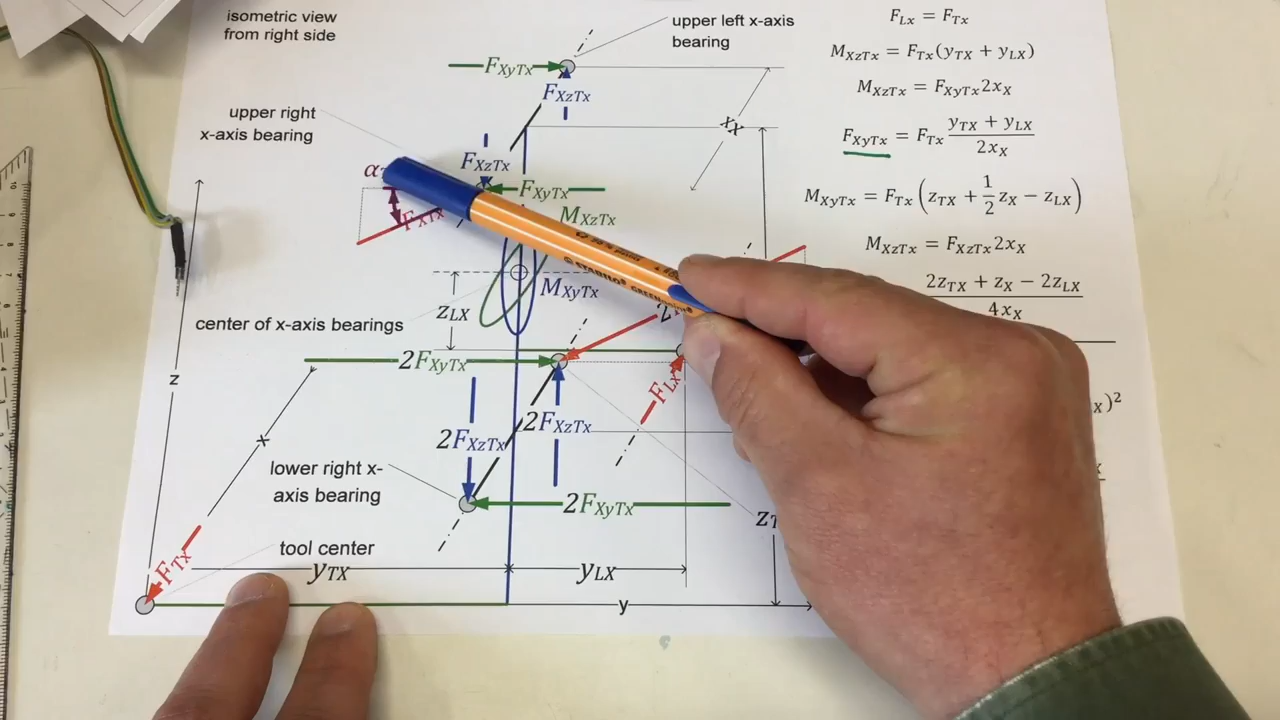 isometric view
from right side
upper left x-axis
bearing
F_XyTx
F_XzTx
upper right
x-axis bearing
x_X
α
F_XzTx
F_XyTx
F_XTx
M_XzTx
M_XyTx
z_LX
center of x-axis bearings
z
2F_XyTx
F_Lx
x
2F_XzTx
2F_XzTx
lower right x-
axis bearing
2F_XyTx
F_Tx
tool center
y_TX
y_LX
y
F_Lx = F_Tx
M_XzTx = F_Tx(y_TX + y_LX)
M_XzTx = F_XyTx 2x_X
F_XyTx = F_Tx (y_TX + y_LX) / 2x_X
M_XyTx = F_Tx (z_TX + 1/2 z_X − z_LX)
M_XzTx = F_XzTx 2x_X
2z_TX + z_X − 2z_LX
4x_X
x)²
STABILO GREEN